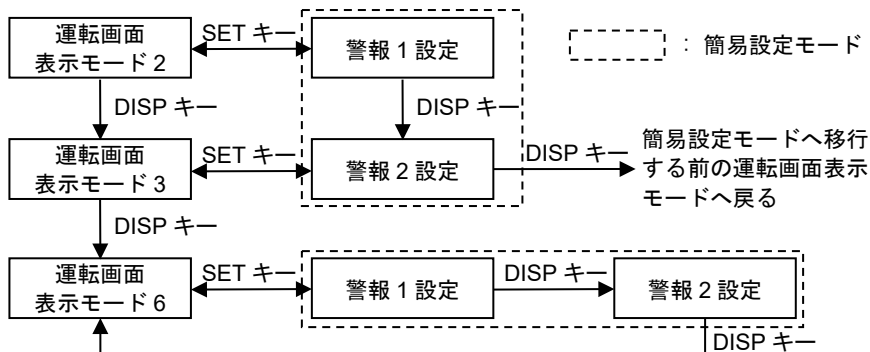 運転画面
表示モード 2
SET キー
警報 1 設定
: 簡易設定モード
DISP キー
DISP キー
運転画面
表示モード 3
SET キー
警報 2 設定
DISP キー
簡易設定モードへ移行
する前の運転画面表示
モードへ戻る
DISP キー
運転画面
表示モード 6
SET キー
警報 1 設定
DISP キー
警報 2 設定
DISP キー